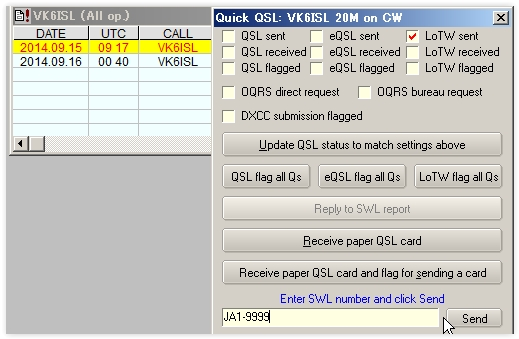 VK6ISL (All op.)
DATE UTC CALL
2014.09.15 09 17 VK6ISL
2014.09.16 00 40 VK6ISL
Quick QSL: VK6ISL 20M on CW
QSL sent eQSL sent LoTW sent
QSL received eQSL received LoTW received
QSL flagged eQSL flagged LoTW flagged
OQRS direct request OQRS bureau request
DXCC submission flagged
Update QSL status to match settings above
QSL flag all Qs eQSL flag all Qs LoTW flag all Qs
Reply to SWL report
Receive paper QSL card
Receive paper QSL card and flag for sending a card
Enter SWL number and click Send
JA1-9999 Send